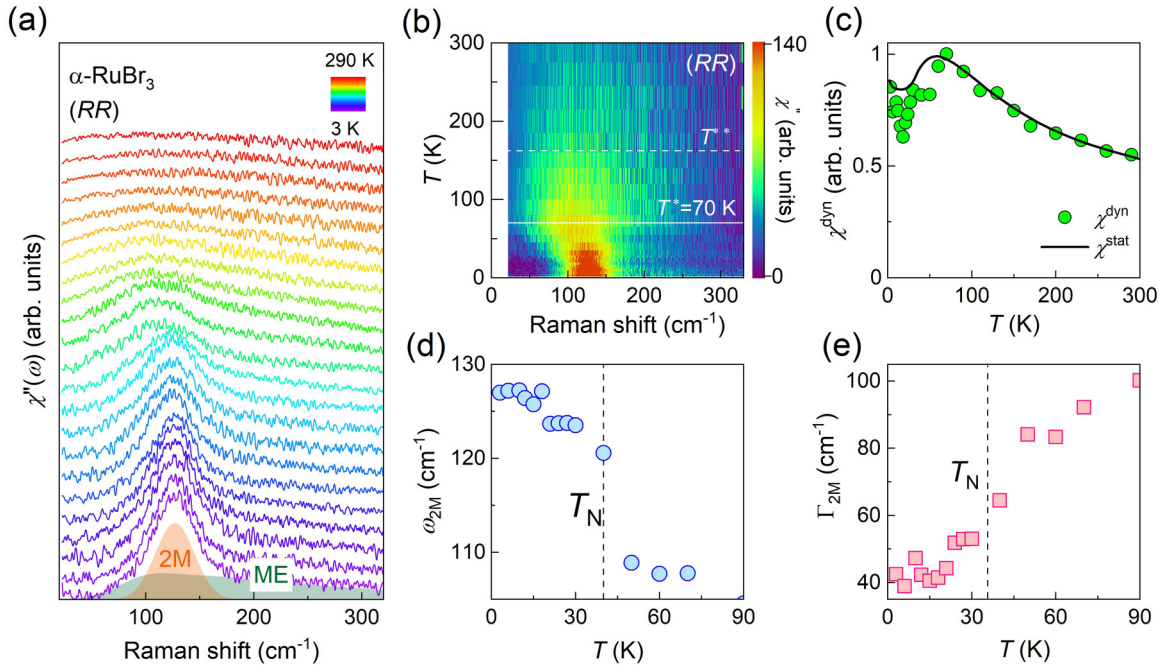 (a)
290 K
α-RuBr3
(RR)
3 K
χ''(ω) (arb. units)
2M
ME
100 200 300
Raman shift (cm-1)
(b)
300
250
200
150
100
50
0
T (K)
(RR)
T**
T*=70 K
0 100 200 300
Raman shift (cm-1)
140
χ'' (arb. units)
0
(c)
1
0.5
0
χdyn (arb. units)
χdyn
χstat
0 100 200 300
T (K)
(d)
130
120
110
ω2M (cm-1)
TN
0 30 60 90
T (K)
(e)
100
80
60
40
Γ2M (cm-1)
TN
0 30 60 90
T (K)